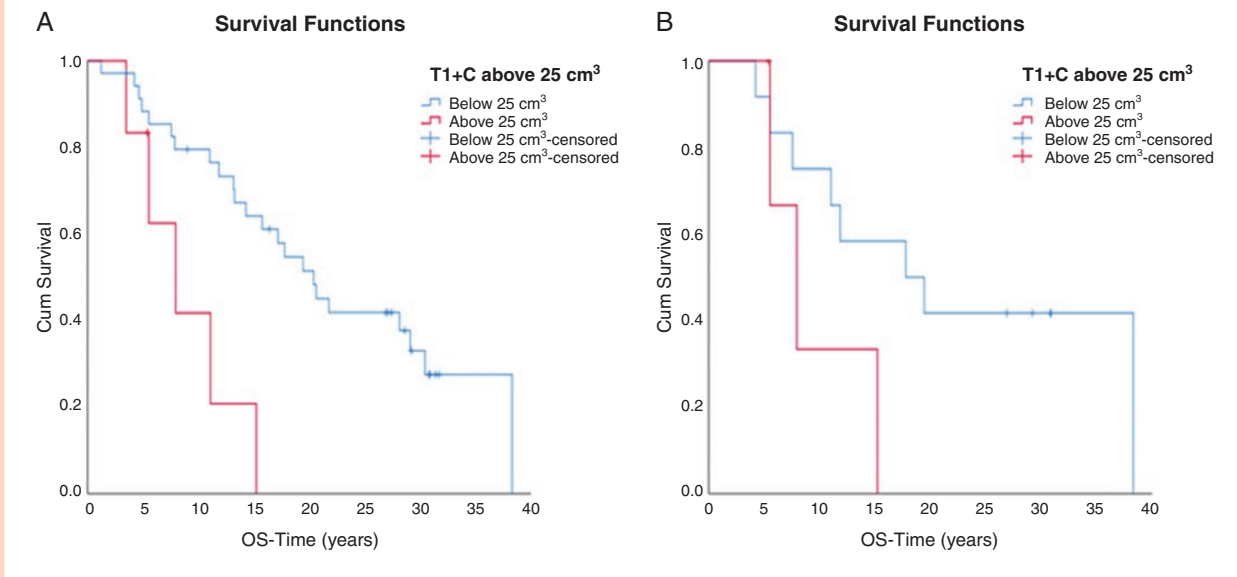 A
Survival Functions
T1+C above 25 cm³
Below 25 cm³
Above 25 cm³
Below 25 cm³-censored
Above 25 cm³-censored
Cum Survival
1.0
0.8
0.6
0.4
0.2
0.0
0 5 10 15 20 25 30 35 40
OS-Time (years)
B
Survival Functions
T1+C above 25 cm³
Below 25 cm³
Above 25 cm³
Below 25 cm³-censored
Above 25 cm³-censored
Cum Survival
1.0
0.8
0.6
0.4
0.2
0.0
0 5 10 15 20 25 30 35 40
OS-Time (years)